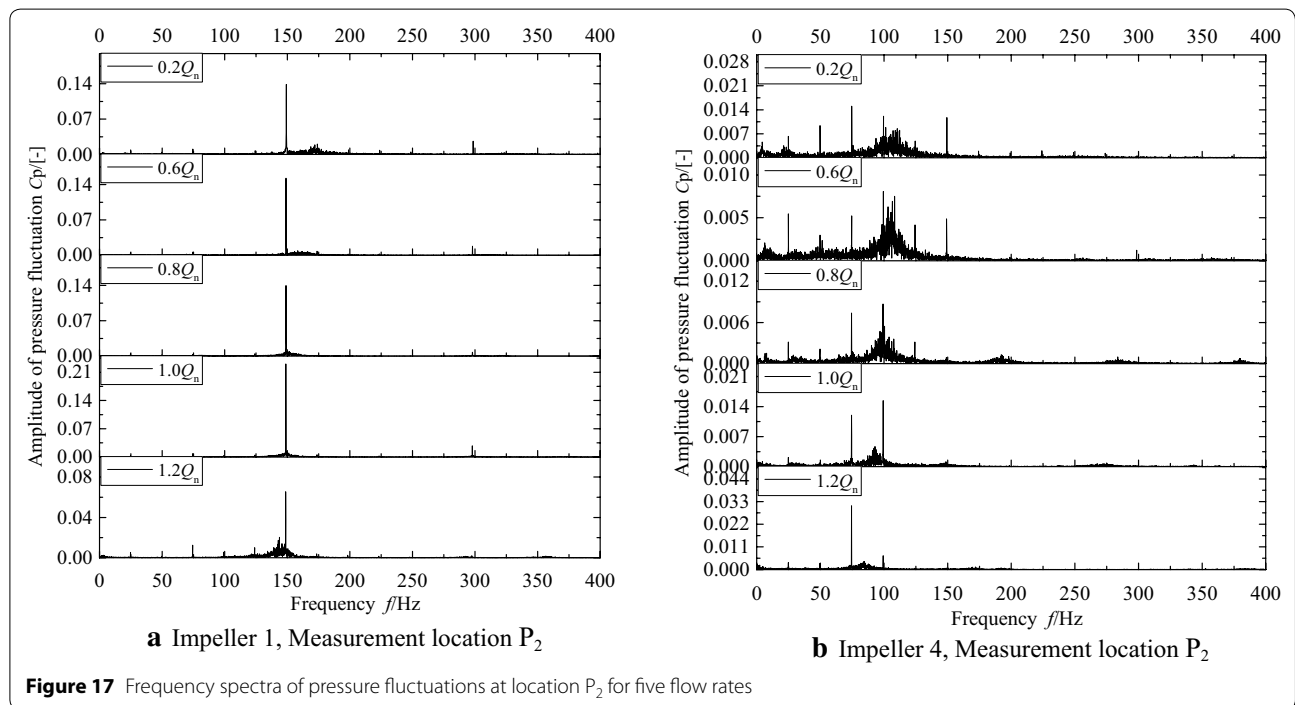 0 50 100 150 200 250 300 350 400
0.2Qn
0.14
0.07
0.00
0.6Qn
0.14
0.07
0.00
0.8Qn
0.14
0.07
0.00
1.0Qn
0.21
0.14
0.07
0.00
1.2Qn
0.08
0.04
0.00
0 50 100 150 200 250 300 350 400
Amplitude of pressure fluctuation Cp/[-]
Frequency f/Hz
a Impeller 1, Measurement location P2
0 50 100 150 200 250 300 350 400
0.2Qn
0.028
0.021
0.014
0.007
0.000
0.6Qn
0.010
0.005
0.000
0.8Qn
0.012
0.006
0.000
1.0Qn
0.021
0.014
0.007
0.000
1.2Qn
0.044
0.033
0.022
0.011
0.000
0 50 100 150 200 250 300 350 400
Amplitude of pressure fluctuation Cp/[-]
Frequency f/Hz
b Impeller 4, Measurement location P2
Figure 17 Frequency spectra of pressure fluctuations at location P2 for five flow rates